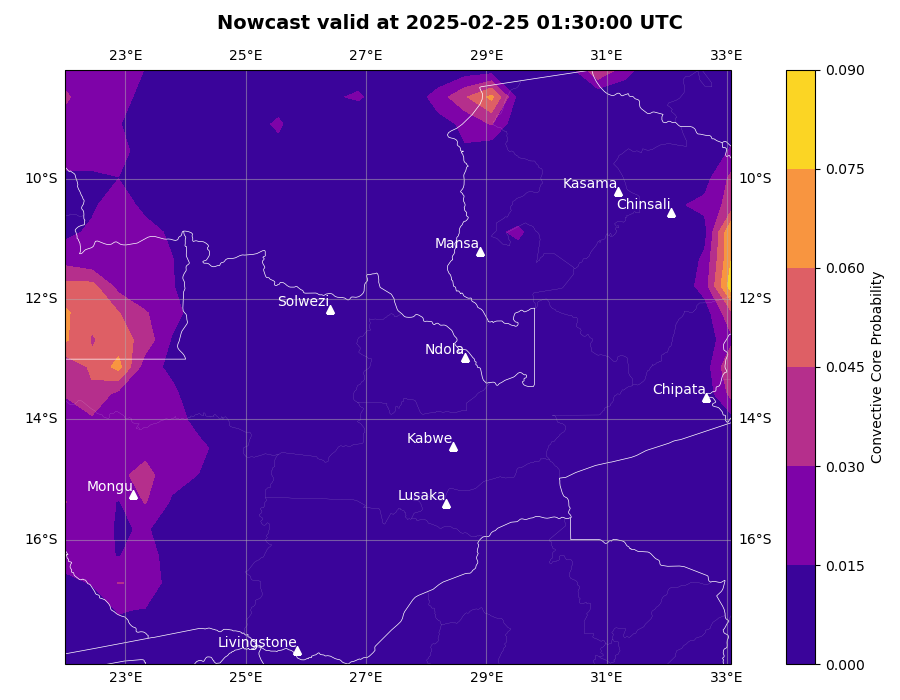 Nowcast valid at 2025-02-25 01:30:00 UTC
23°E 25°E 27°E 29°E 31°E 33°E
0.090
0.075
10°S 10°S
Kasama
Chinsali
Mansa
0.060
12°S 12°S
Solwezi
Ndola
0.045
Chipata
14°S 14°S
Kabwe
0.030
Mongu
Lusaka
16°S 16°S
0.015
Livingstone
0.000
23°E 25°E 27°E 29°E 31°E 33°E
Convective Core Probability